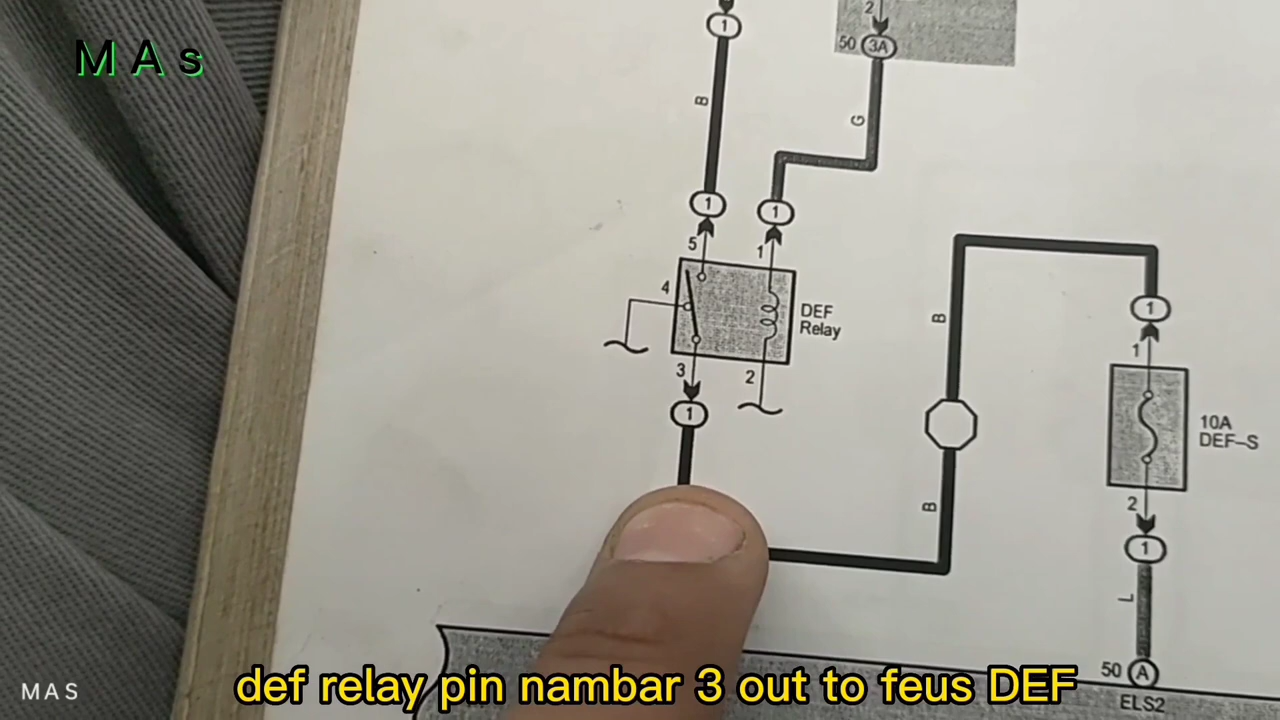 M A s
2
1
50 3A
B
G
1
1
5
1
4
DEF
Relay
3
2
1
B
1
1
10A
DEF–S
B
2
1
L
50 A
ELS2
def relay pin nambar 3 out to feus DEF
MAS